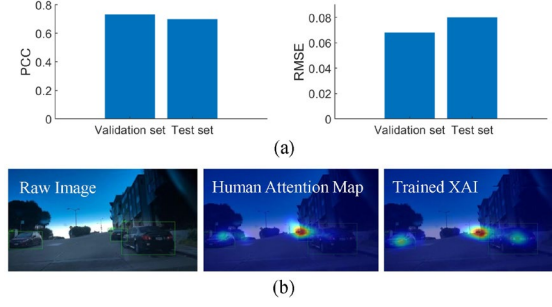 0.8
0.6
0.4
0.2
0
PCC
Validation set Test set
0.08
0.06
0.04
0.02
0
RMSE
Validation set Test set
(a)
Raw Image
Human Attention Map
Trained XAI
(b)